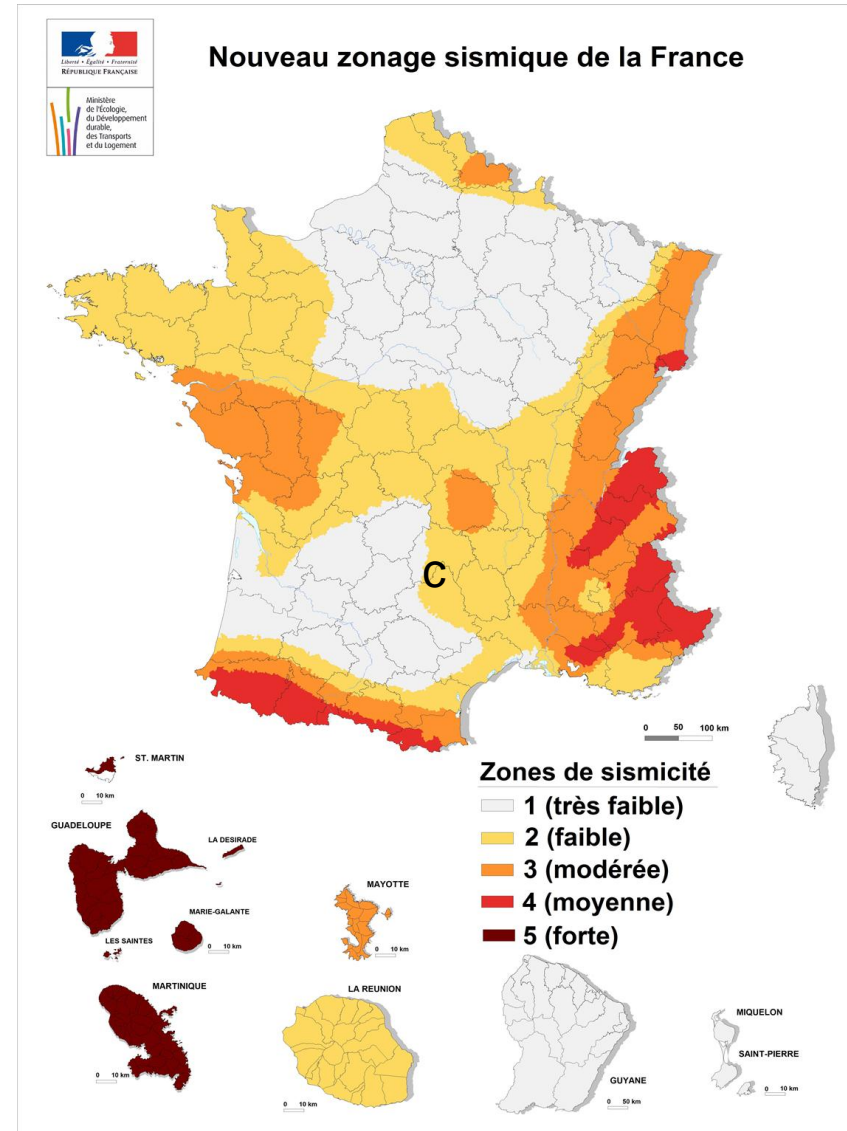 Liberté • Égalité • Fraternité
RÉPUBLIQUE FRANÇAISE
Ministère
de l'Écologie,
du Développement
durable,
des Transports
et du Logement
Nouveau zonage sismique de la France
C
0 50 100 km
ST. MARTIN
0 10 km
GUADELOUPE
LA DESIRADE
MARIE-GALANTE
0 10 km
LES SAINTES
0 10 km
MARTINIQUE
0 10 km
MAYOTTE
0 10 km
LA REUNION
0 10 km
Zones de sismicité
1 (très faible)
2 (faible)
3 (modérée)
4 (moyenne)
5 (forte)
GUYANE
0 50 km
MIQUELON
SAINT-PIERRE
0 10 km